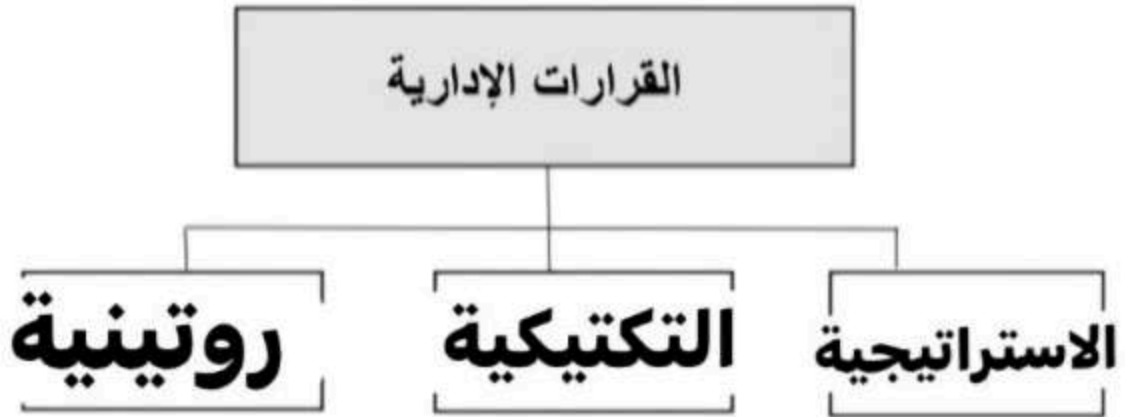 القرارات الإدارية
الاستراتيجية
التكتيكية
روتينية